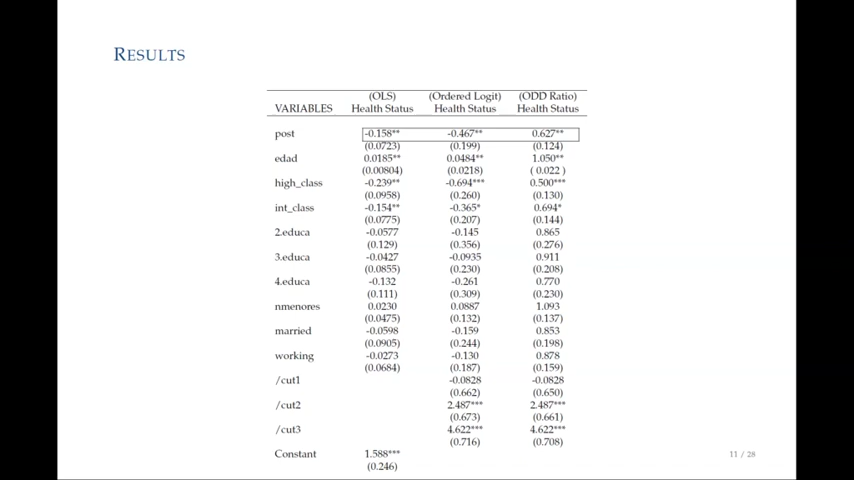 RESULTS
(OLS) (Ordered Logit) (ODD Ratio)
VARIABLES Health Status Health Status Health Status
post -0.158** -0.467** 0.627**
(0.0723) (0.199) (0.124)
edad 0.0185** 0.0484** 1.050**
(0.00804) (0.0218) ( 0.022 )
high_class -0.239** -0.694*** 0.500***
(0.0958) (0.260) (0.130)
int_class -0.154** -0.365* 0.694*
(0.0775) (0.207) (0.144)
2.educa -0.0577 -0.145 0.865
(0.129) (0.356) (0.276)
3.educa -0.0427 -0.0935 0.911
(0.0855) (0.230) (0.208)
4.educa -0.132 -0.261 0.770
(0.111) (0.309) (0.230)
nmenores 0.0230 0.0887 1.093
(0.0475) (0.132) (0.137)
married -0.0598 -0.159 0.853
(0.0905) (0.244) (0.198)
working -0.0273 -0.130 0.878
(0.0684) (0.187) (0.159)
/cut1 -0.0828 -0.0828
(0.662) (0.650)
/cut2 2.487*** 2.487***
(0.673) (0.661)
/cut3 4.622*** 4.622***
(0.716) (0.708)
Constant 1.588***
(0.246)
11 / 28